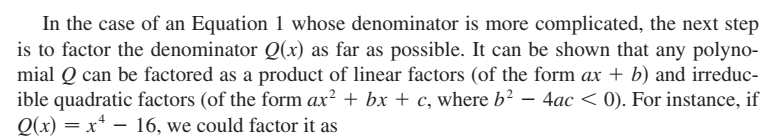 In the case of an Equation 1 whose denominator is more complicated, the next step
is to factor the denominator Q(x) as far as possible. It can be shown that any polyno-
mial Q can be factored as a product of linear factors (of the form ax + b) and irreduc-
ible quadratic factors (of the form ax² + bx + c, where b² − 4ac < 0). For instance, if
Q(x) = x⁴ − 16, we could factor it as